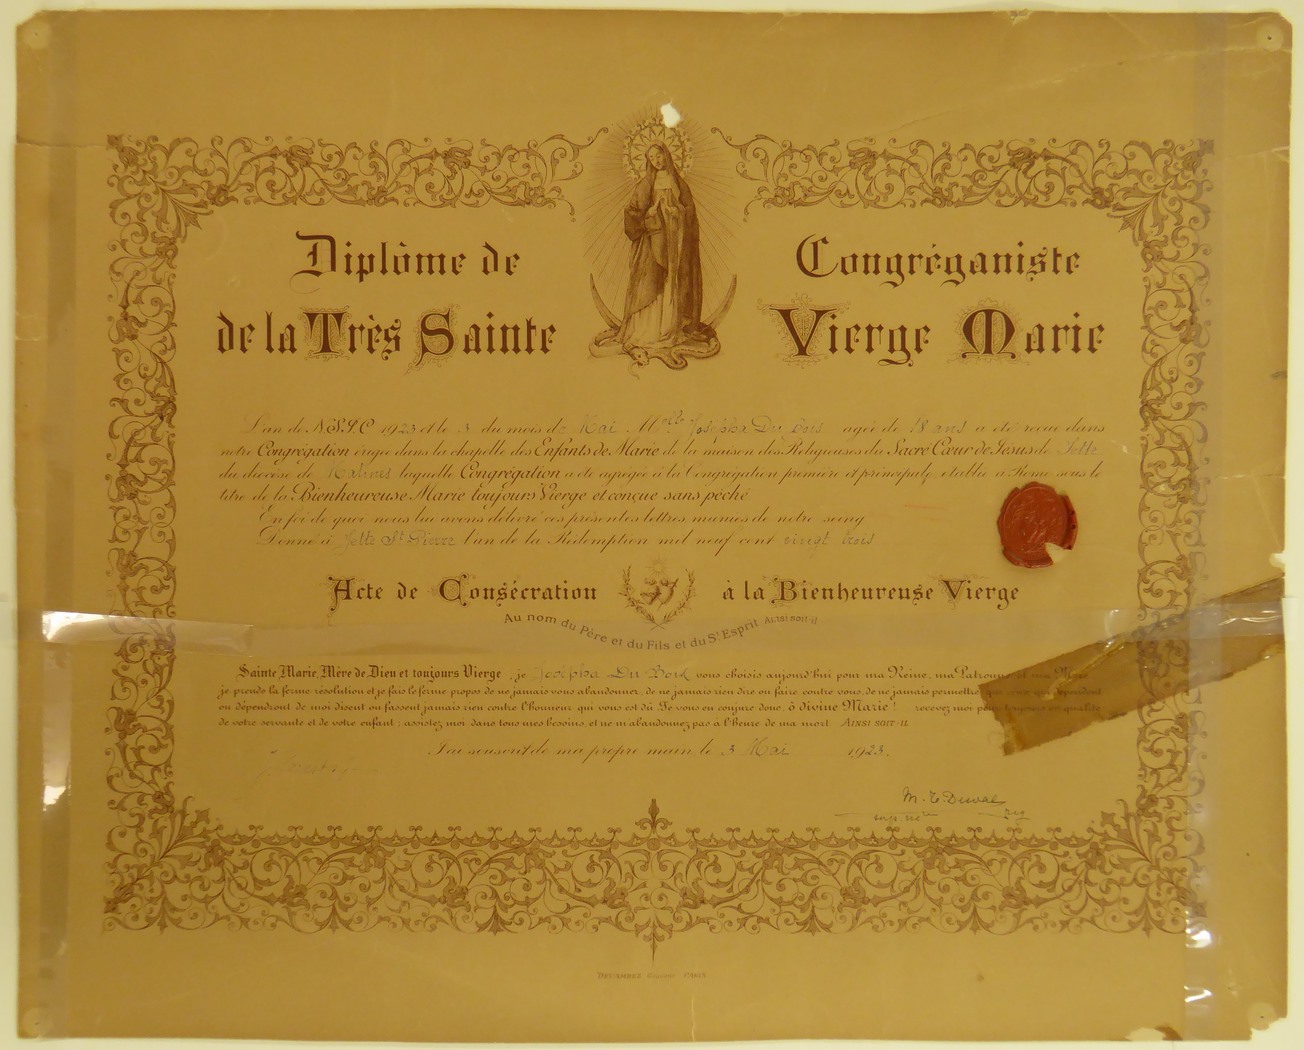 Diplôme de Congréganiste
de la Très Sainte Vierge Marie
L'an de N.S.J.C 1923 et le 3 du mois de Mai Melle Josépha Du Bois agée de 18 ans a été reçue dans
notre Congrégation érigée dans la chapelle des Enfants de Marie de la maison des Religieuses du Sacré Cœur de Jésus de Jette
du diocèse de Malines laquelle Congrégation a été agrégée à la Congrégation première et principale, établie à Rome sous le
titre de la Bienheureuse Marie toujours Vierge et conçue sans péché
En foi de quoi nous lui avons délivré ces présentes lettres munies de notre seing
Donné à Jette St Pierre l'an de la Rédemption mil neuf cent vingt trois
Acte de Consécration à la Bienheureuse Vierge
Au nom du Père et du Fils et du St Esprit Ainsi soit-il
Sainte Marie, Mère de Dieu et toujours Vierge, je Josépha Du Bois vous choisis aujourd'hui pour ma Reine, ma Patronne et ma Mère
je prends la ferme résolution et je fais le ferme propos de ne jamais vous abandonner, de ne jamais rien dire ou faire contre vous, de ne jamais permettre que ceux qui dépendent
ou dépendront de moi disent ou fassent jamais rien contre l'honneur qui vous est dû Je vous en conjure donc, ô divine Marie! recevez moi pour toujours en qualité
de votre servante et de votre enfant; assistez moi dans tous mes besoins, et ne m'abandonnez pas à l'heure de ma mort Ainsi soit-il
J'ai souscrit de ma propre main, le 3 Mai 1923.
M. T. Duval